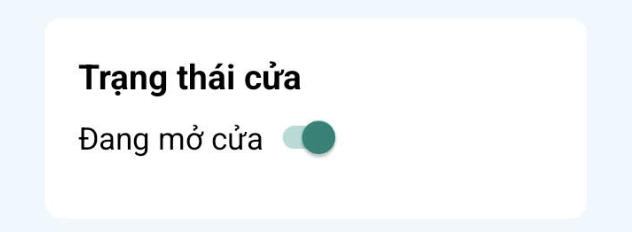 Trạng thái cửa
Đang mở cửa